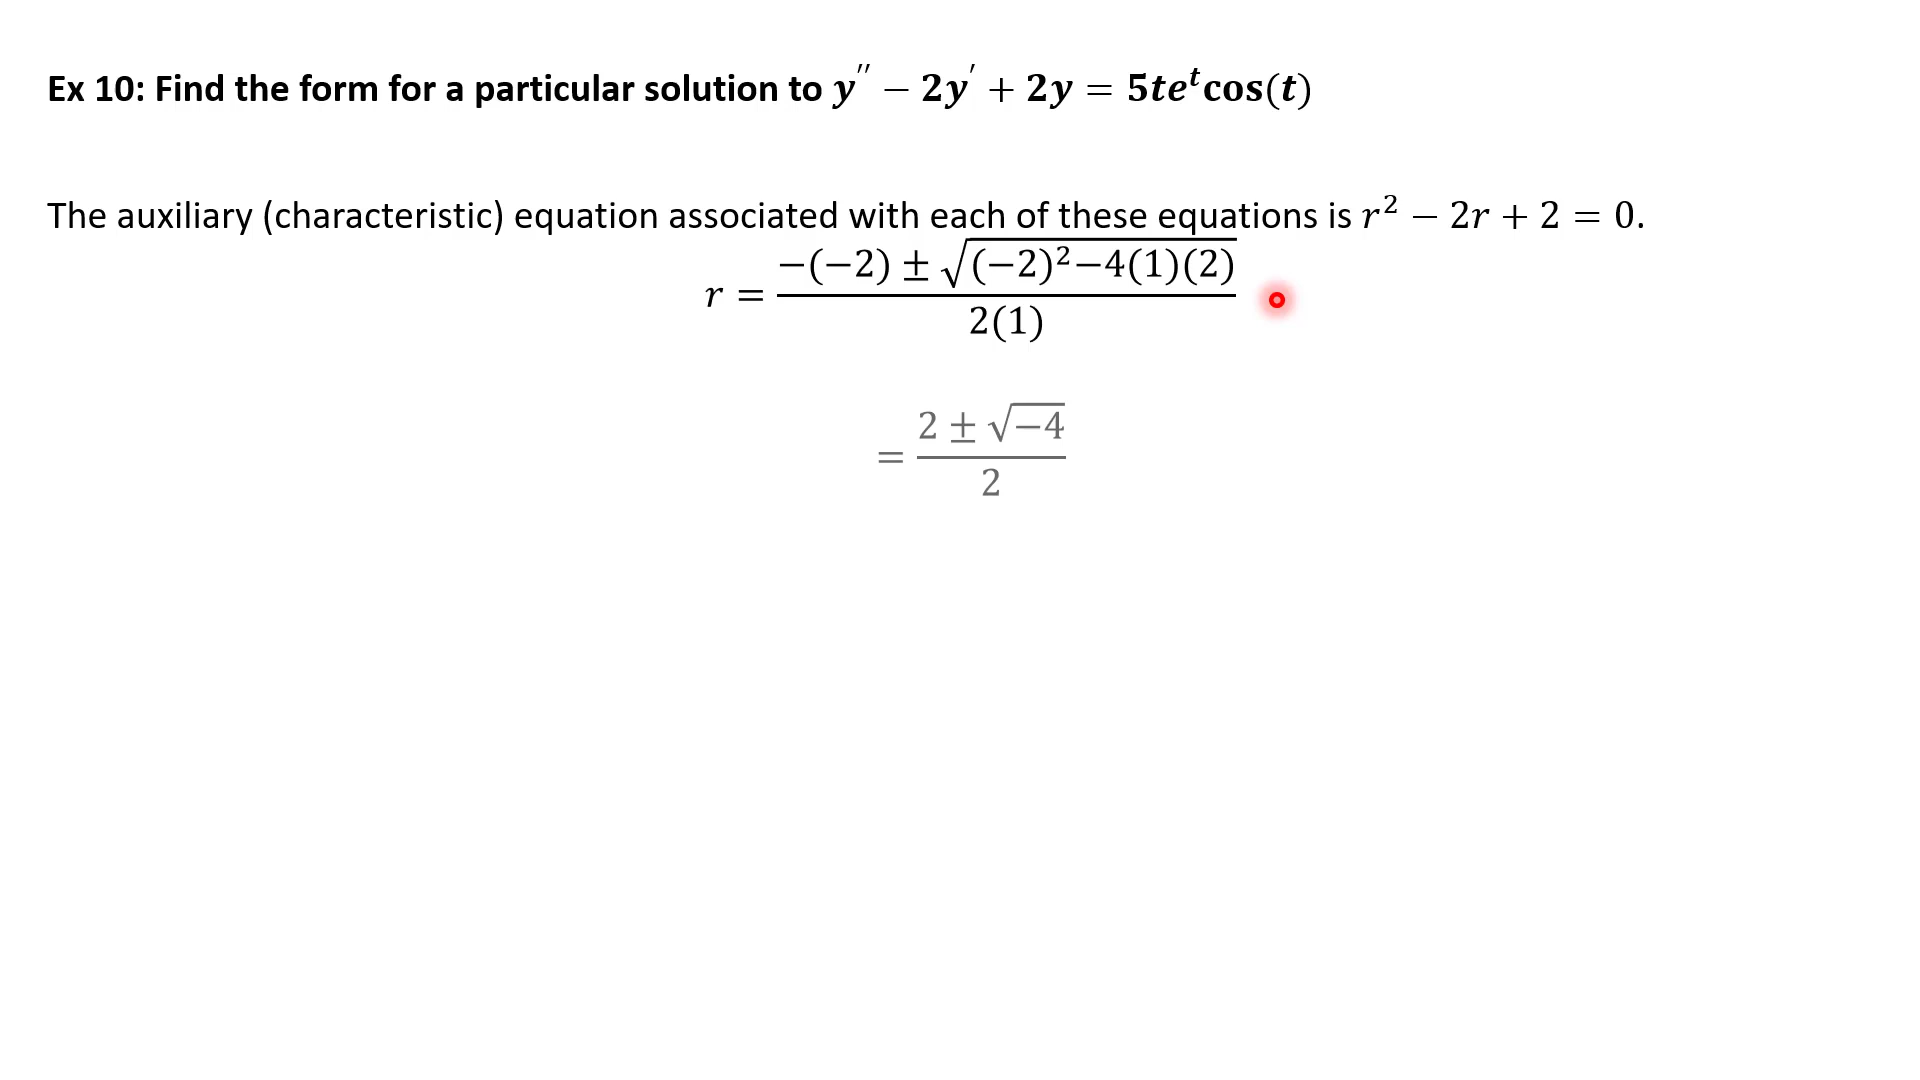 Ex 10: Find the form for a particular solution to y′′ − 2y′ + 2y = 5te^t cos(t)
The auxiliary (characteristic) equation associated with each of these equations is r² − 2r + 2 = 0.
r = (−(−2) ± √((−2)²−4(1)(2))) / (2(1))
= (2 ± √(−4)) / 2